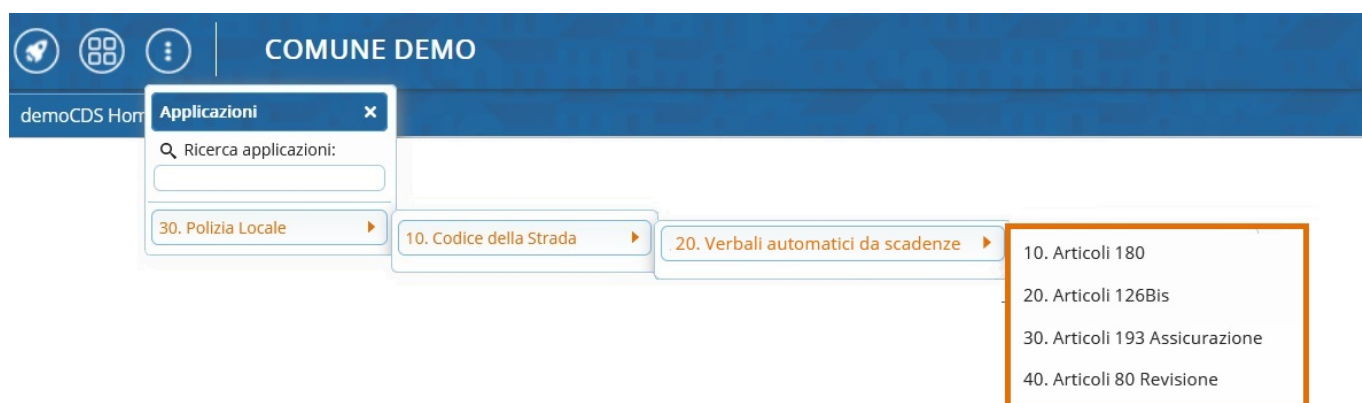 COMUNE DEMO
demoCDS Hom
Applicazioni
Ricerca applicazioni:
30. Polizia Locale
10. Codice della Strada
20. Verbali automatici da scadenze
10. Articoli 180
20. Articoli 126Bis
30. Articoli 193 Assicurazione
40. Articoli 80 Revisione